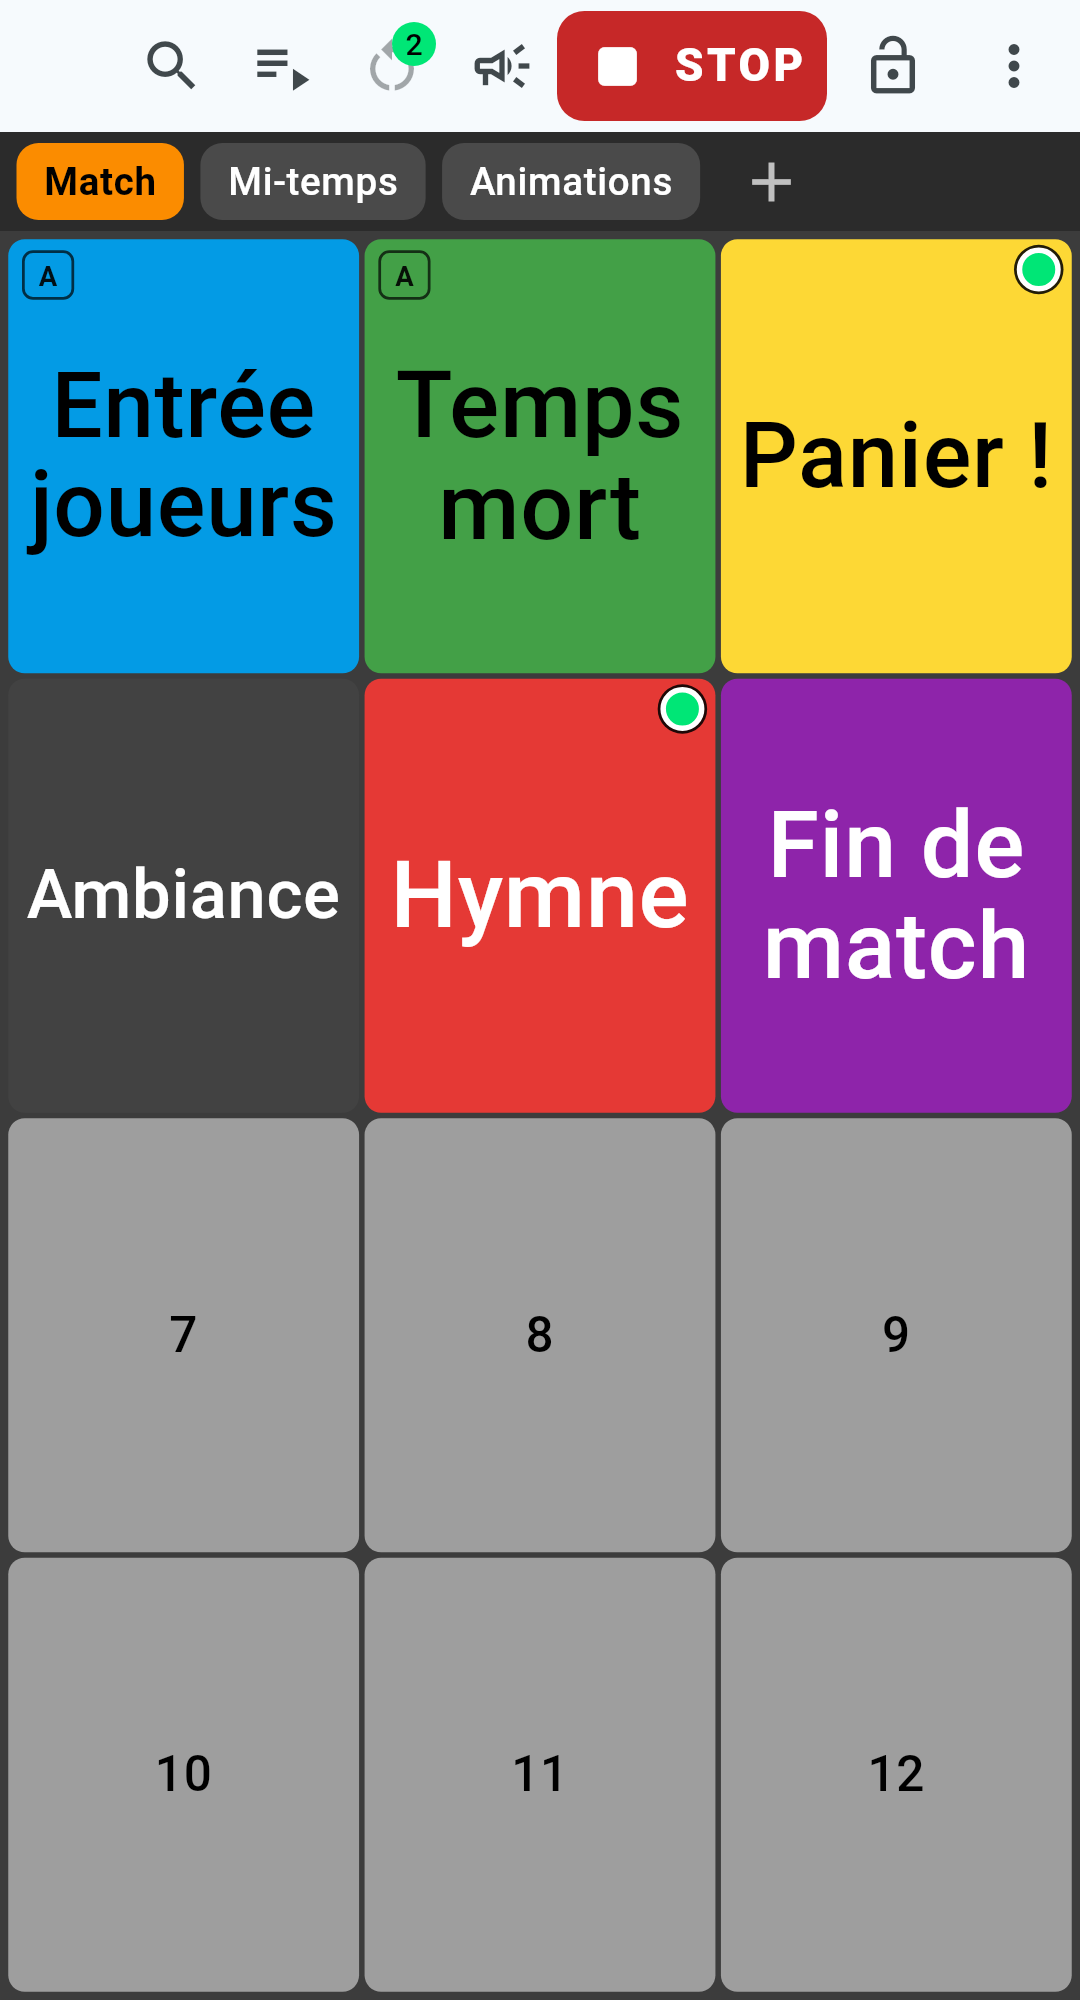 2
STOP
Match
Mi-temps
Animations
A
Entrée
joueurs
A
Temps
mort
Panier !
Ambiance
Hymne
Fin de
match
7
8
9
10
11
12